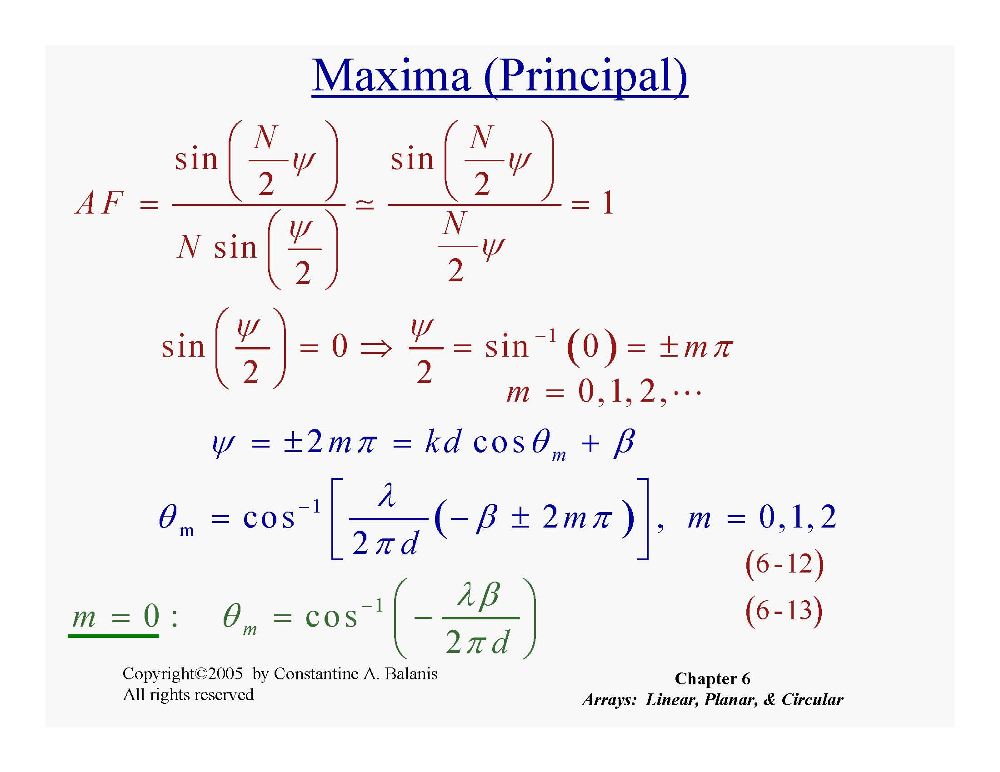 Maxima (Principal)
AF = sin(N/2 ψ) / N sin(ψ/2) ≃ sin(N/2 ψ) / N/2 ψ = 1
sin(ψ/2) = 0 ⇒ ψ/2 = sin⁻¹(0) = ±mπ
m = 0,1,2,⋯
ψ = ±2mπ = kd cosθₘ + β
θₘ = cos⁻¹[λ/2πd (−β ± 2mπ)], m = 0,1,2
(6-12)
m = 0: θₘ = cos⁻¹(−λβ/2πd)
(6-13)
Copyright©2005 by Constantine A. Balanis
All rights reserved
Chapter 6
Arrays: Linear, Planar, & Circular